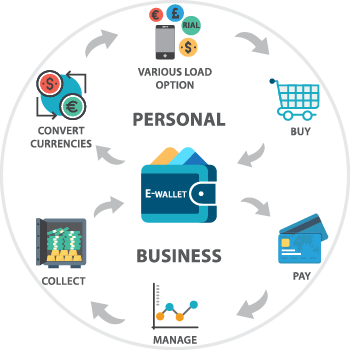 € £ RIAL $
VARIOUS LOAD
OPTION
$ €
CONVERT
CURRENCIES
BUY
PERSONAL
E-WALLET
BUSINESS
COLLECT
PAY
MANAGE